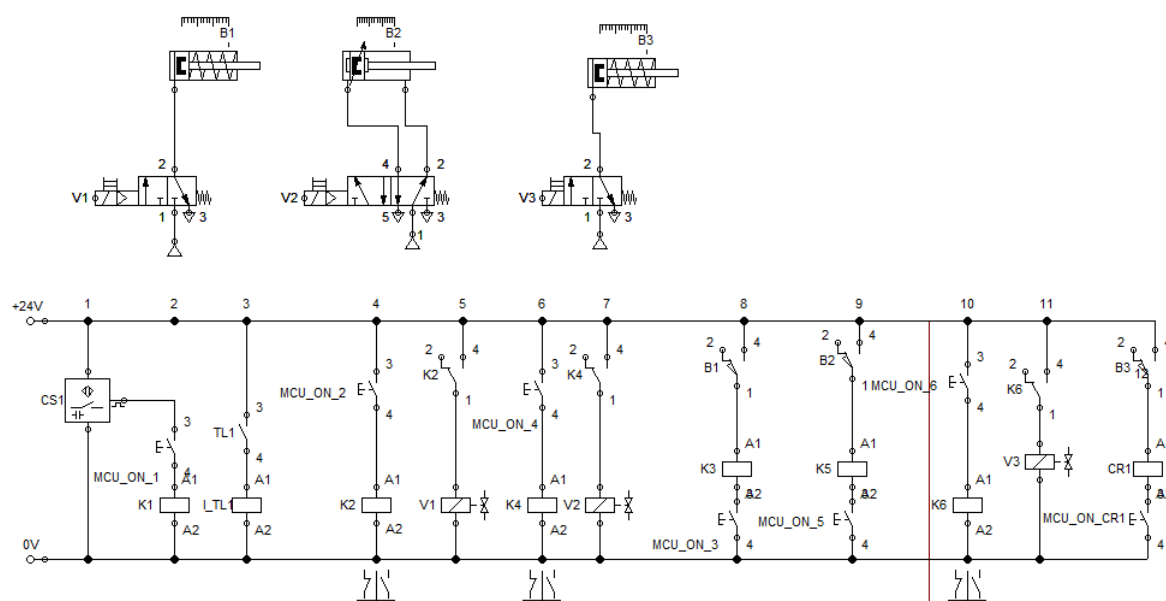 B1
B2
B3
2
4
2
2
V1
V2
V3
1
3
5
3
1
1
3
+24V
1
2
3
4
5
6
7
8
9
10
11
2
4
2
4
2
4
2
4
2
4
2
4
3
3
3
B1
B2
K2
K4
K6
B3
12
CS1
MCU_ON_2
1
MCU_ON_6
3
3
4
1
4
1
1
4
1
1
TL1
MCU_ON_4
4
4
A1
A1
A1
V3
MCU_ON_1
A1
A1
A1
A1
K3
K5
A1
CR1
K1
I_TL1
K2
V1
K4
V2
A2
A2
K6
A2
A2
A2
A2
MCU_ON_5
A2
MCU_ON_CR1
0V
MCU_ON_3
4
4
4